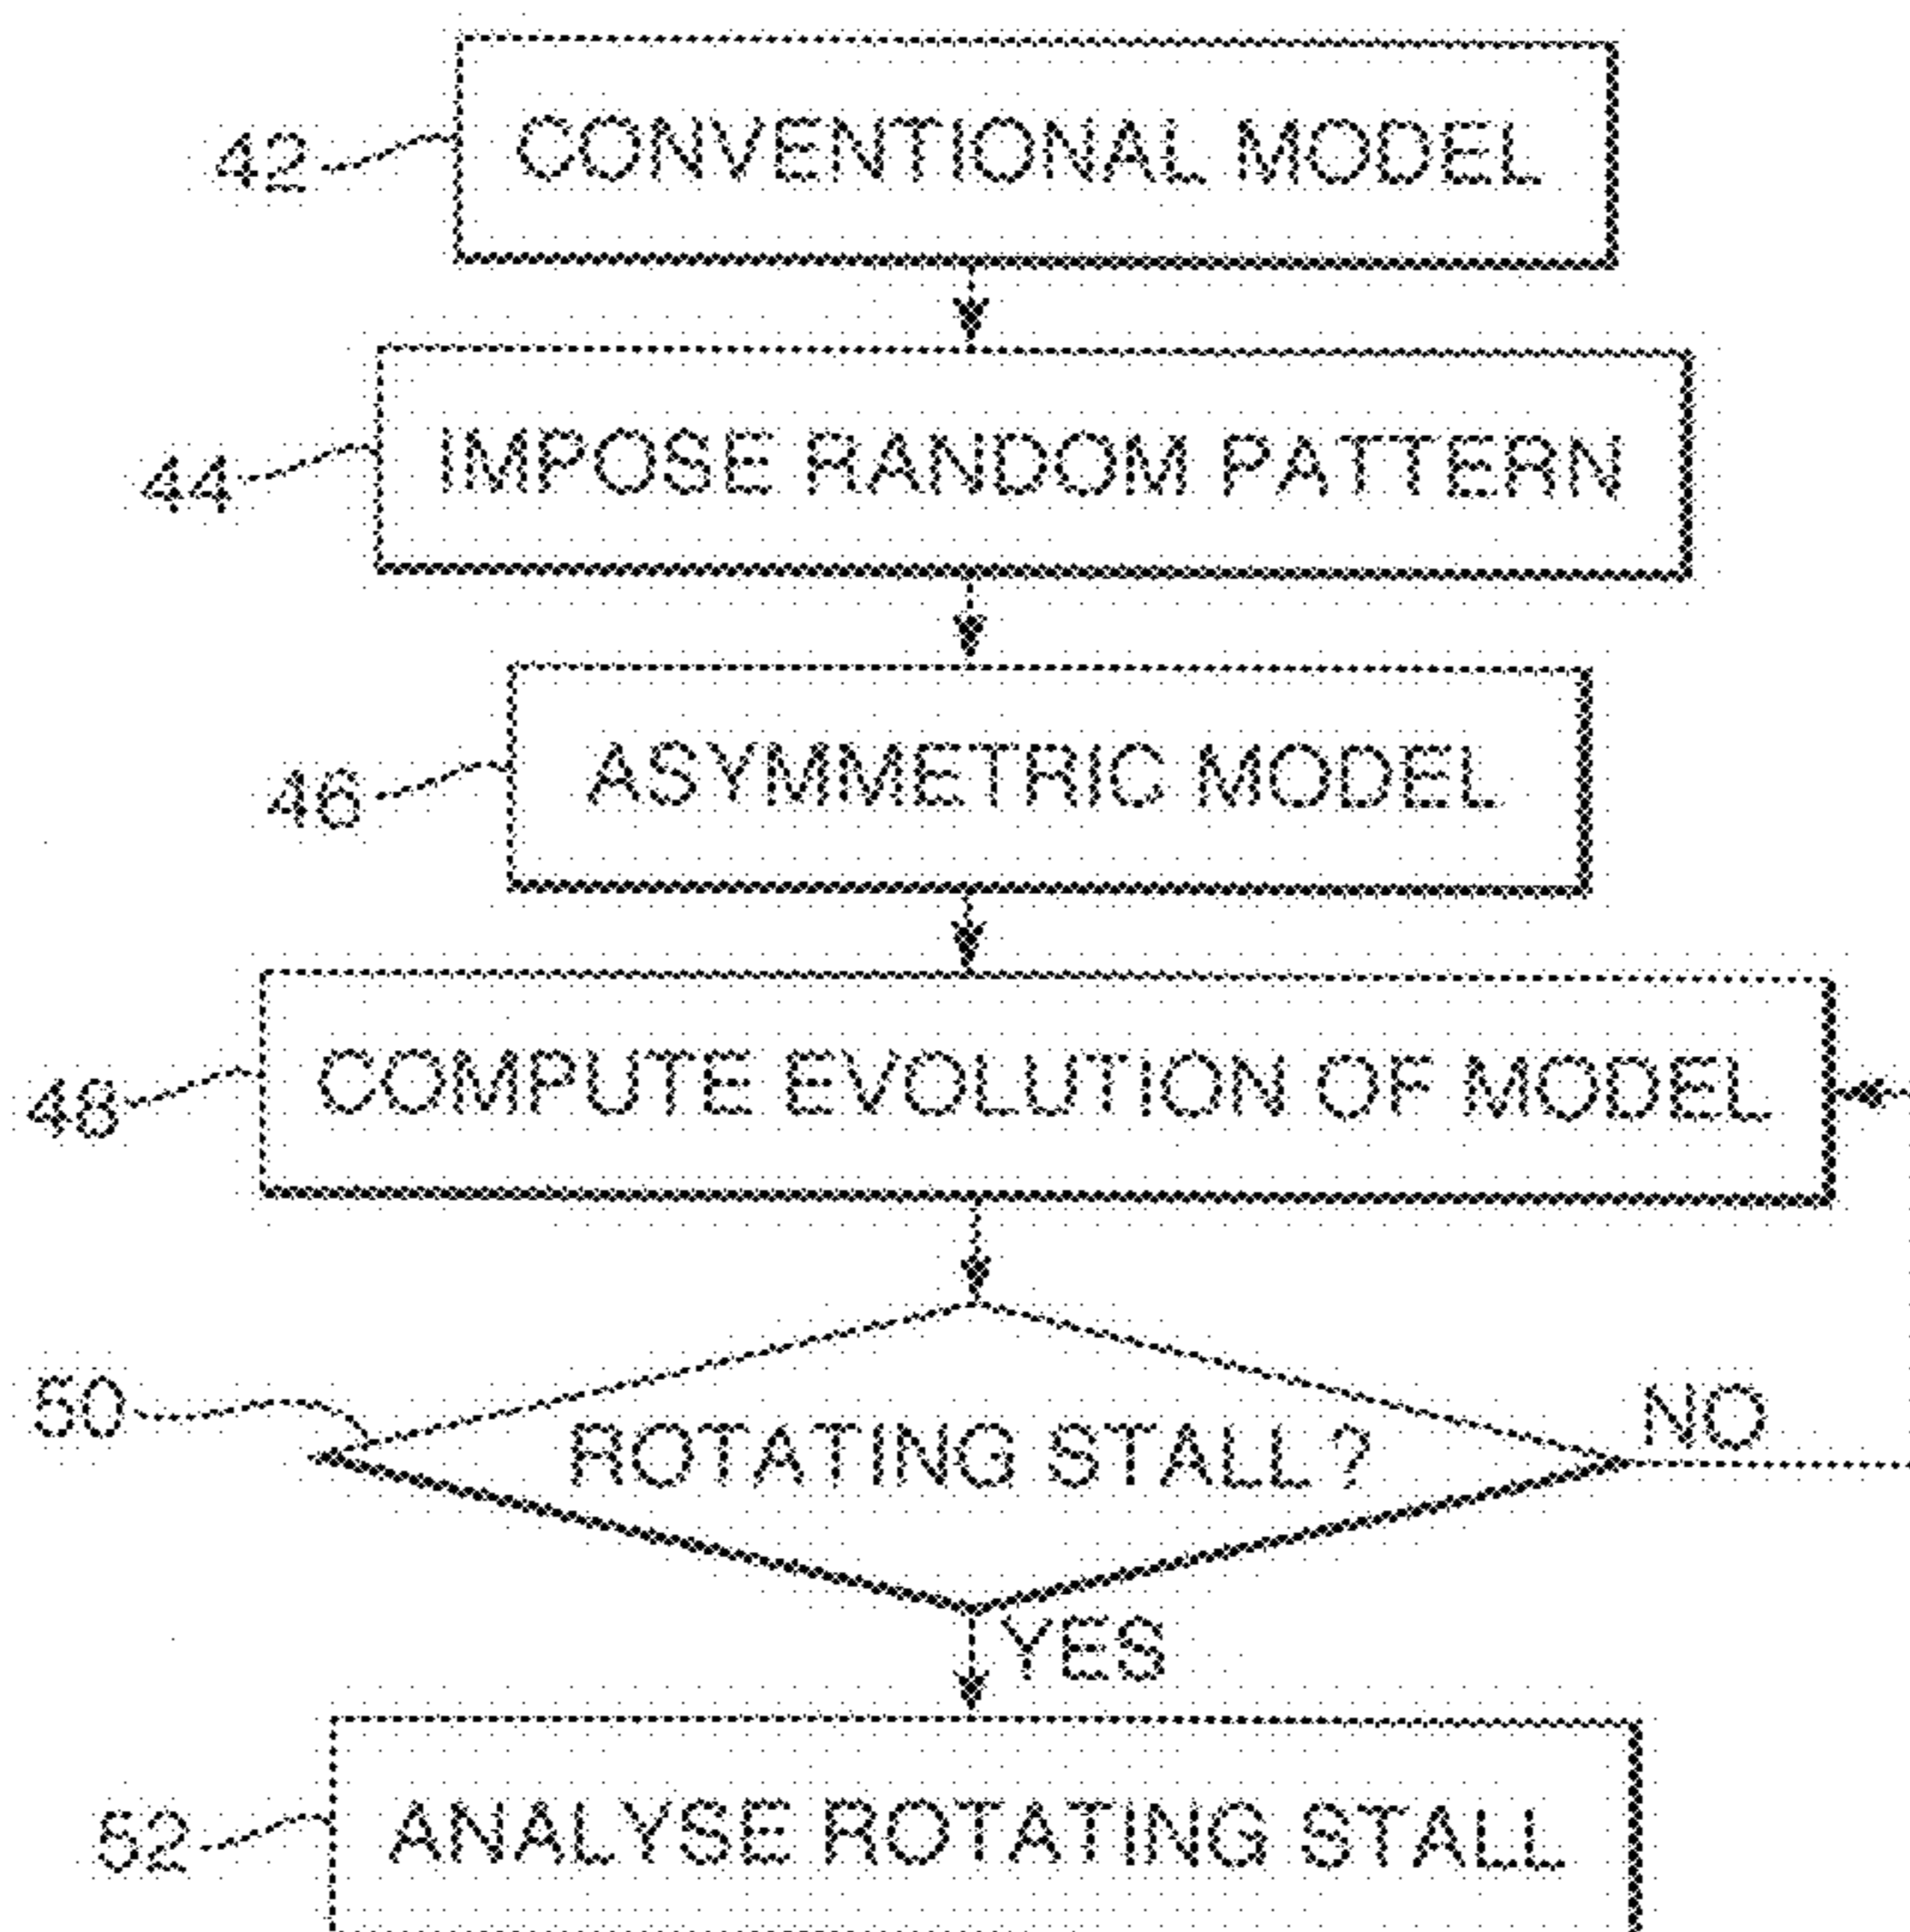 42 CONVENTIONAL MODEL
44 IMPOSE RANDOM PATTERN
46 ASYMMETRIC MODEL
48 COMPUTE EVOLUTION OF MODEL
50 ROTATING STALL ? NO
YES
52 ANALYSE ROTATING STALL